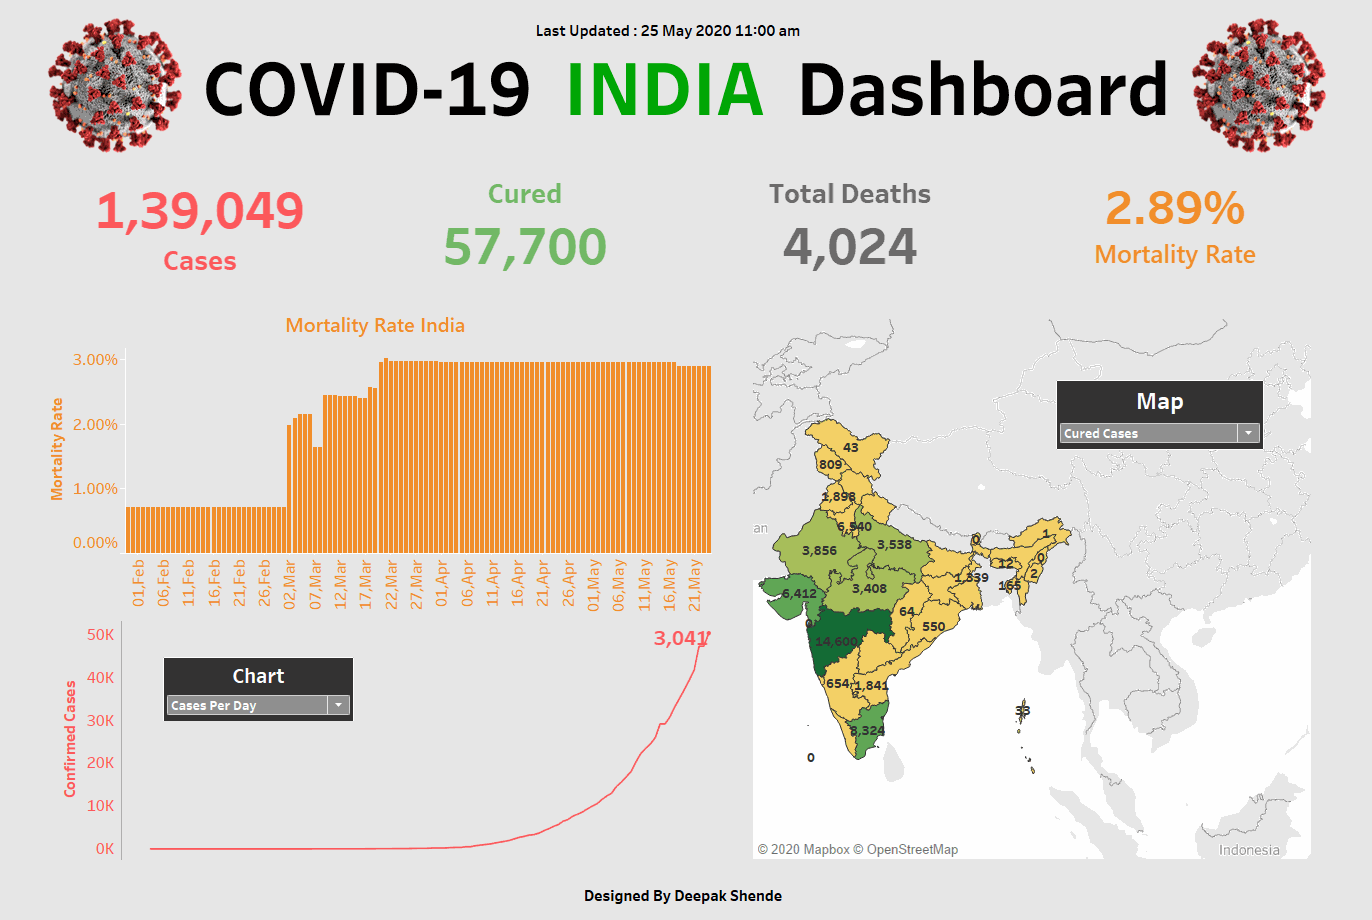 Last Updated : 25 May 2020 11:00 am
COVID-19 INDIA Dashboard
1,39,049
Cases
Cured
57,700
Total Deaths
4,024
2.89%
Mortality Rate
Mortality Rate India
Mortality Rate
3.00%
2.00%
1.00%
0.00%
01,Feb
06,Feb
11,Feb
16,Feb
21,Feb
26,Feb
02,Mar
07,Mar
12,Mar
17,Mar
22,Mar
27,Mar
01,Apr
06,Apr
11,Apr
16,Apr
21,Apr
26,Apr
01,May
06,May
11,May
16,May
21,May
Confirmed Cases
50K
40K
30K
20K
10K
0K
3,041
Chart
Cases Per Day
Map
Cured Cases
an
43
809
1,898
6,540
3,856
3,538
0
1
12
0
2
165
1,339
6,412
3,408
64
550
0
14,600
654
1,841
8,324
33
0
© 2020 Mapbox © OpenStreetMap
Indonesia
Designed By Deepak Shende